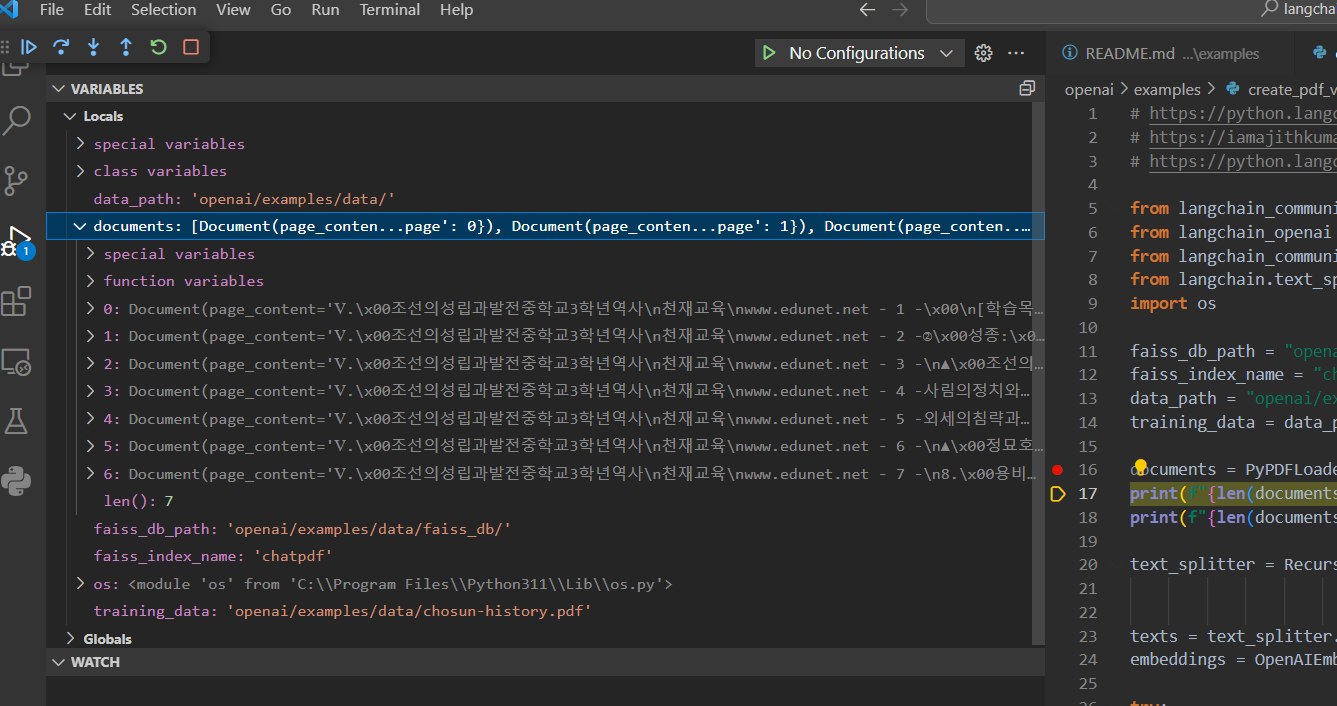 File Edit Selection View Go Run Terminal Help
langcha
No Configurations
README.md ...\examples
VARIABLES
Locals
special variables
class variables
data_path: 'openai/examples/data/'
documents: [Document(page_conten...page': 0}), Document(page_conten...page': 1}), Document(page_conten...
special variables
function variables
0: Document(page_content='Ⅴ.\x00조선의성립과발전중학교3학년역사\n천재교육\nwww.edunet.net - 1 -\x00\n[학습목...
1: Document(page_content='Ⅴ.\x00조선의성립과발전중학교3학년역사\n천재교육\nwww.edunet.net - 2 -②\x00성종:\x0...
2: Document(page_content='Ⅴ.\x00조선의성립과발전중학교3학년역사\n천재교육\nwww.edunet.net - 3 -\n▲\x00조선의...
3: Document(page_content='Ⅴ.\x00조선의성립과발전중학교3학년역사\n천재교육\nwww.edunet.net - 4 -사림의정치와...
4: Document(page_content='Ⅴ.\x00조선의성립과발전중학교3학년역사\n천재교육\nwww.edunet.net - 5 -외세의침략과...
5: Document(page_content='Ⅴ.\x00조선의성립과발전중학교3학년역사\n천재교육\nwww.edunet.net - 6 -\n▲\x00정묘호...
6: Document(page_content='Ⅴ.\x00조선의성립과발전중학교3학년역사\n천재교육\nwww.edunet.net - 7 -\n8.\x00용비...
len(): 7
faiss_db_path: 'openai/examples/data/faiss_db/'
faiss_index_name: 'chatpdf'
os: <module 'os' from 'C:\\Program Files\\Python311\\Lib\\os.py'>
training_data: 'openai/examples/data/chosun-history.pdf'
Globals
WATCH
1
openai > examples > create_pdf_v
1 # https://python.langc
2 # https://iamajithkuma
3 # https://python.langc
4
5 from langchain_communi
6 from langchain_openai
7 from langchain_communi
8 from langchain.text_sp
9 import os
10
11 faiss_db_path = "opena
12 faiss_index_name = "ch
13 data_path = "openai/ex
14 training_data = data_p
15
16 documents = PyPDFLoade
17 print(f"{len(documents
18 print(f"{len(documents
19
20 text_splitter = Recurs
21
22
23 texts = text_splitter.
24 embeddings = OpenAIEmb
25
26 try: